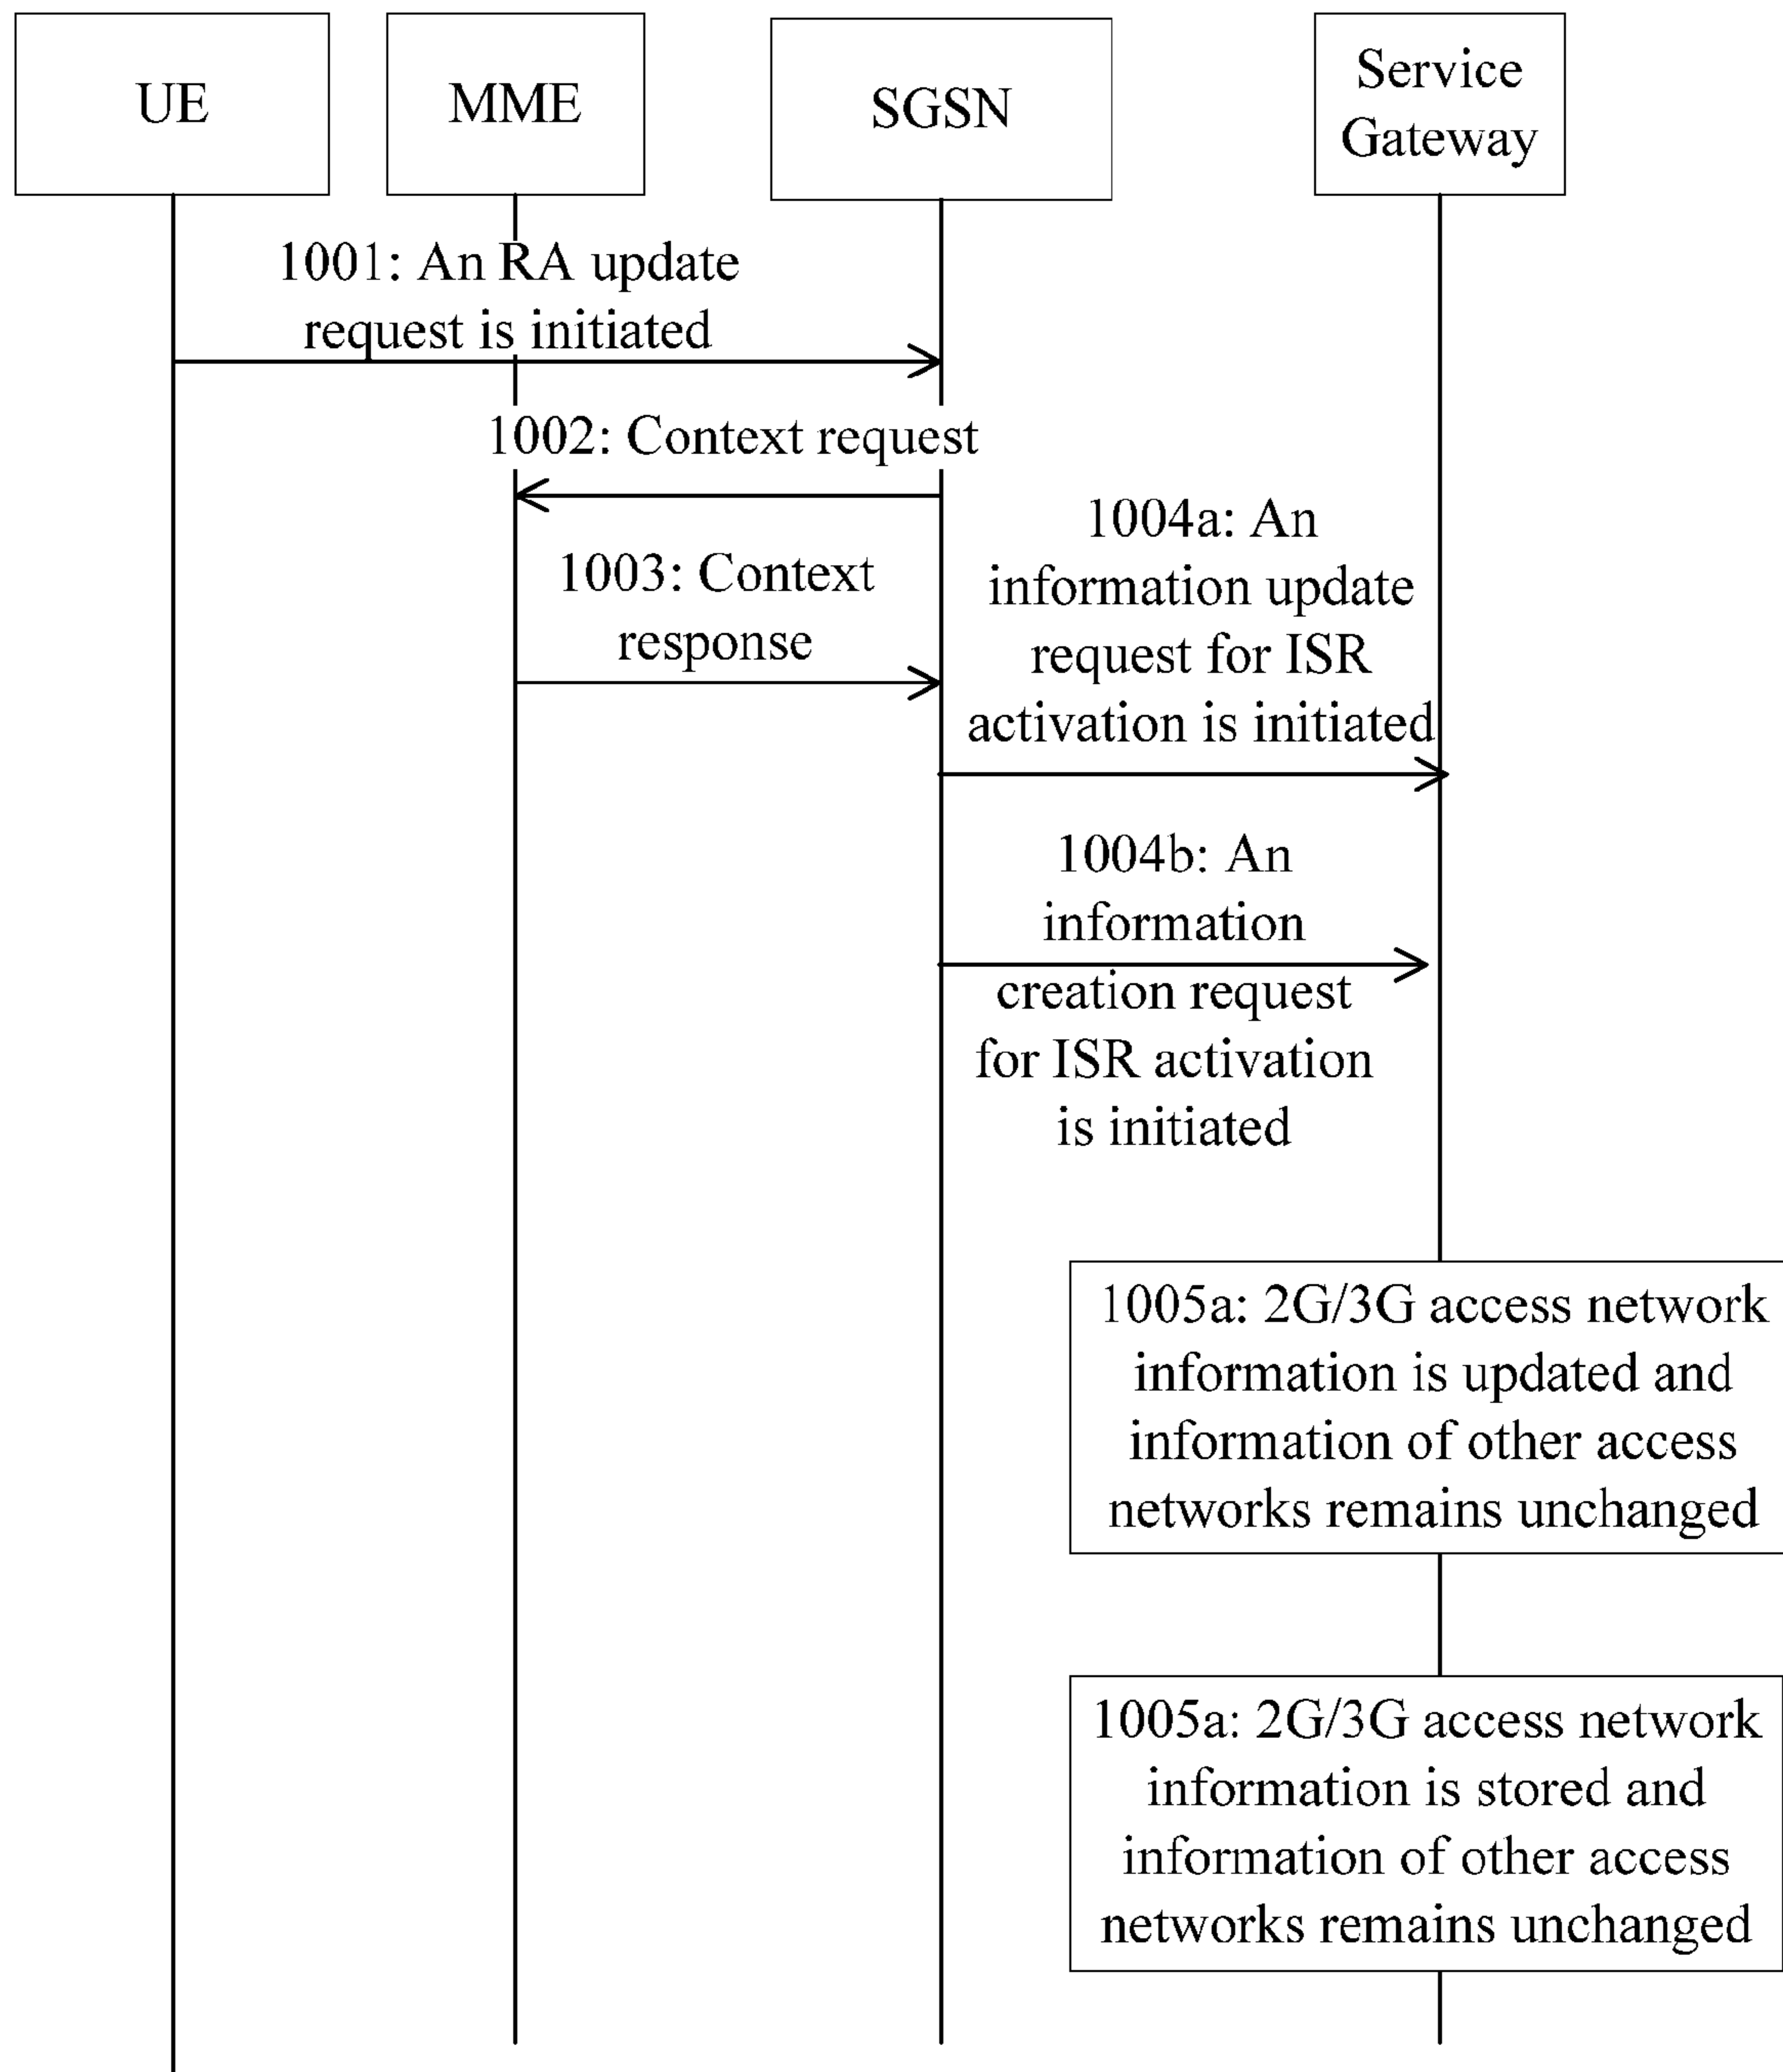 UE
MME
SGSN
Service
Gateway
1001: An RA update
request is initiated
1002: Context request
1003: Context
response
1004a: An
information update
request for ISR
activation is initiated
1004b: An
information
creation request
for ISR activation
is initiated
1005a: 2G/3G access network
information is updated and
information of other access
networks remains unchanged
1005a: 2G/3G access network
information is stored and
information of other access
networks remains unchanged